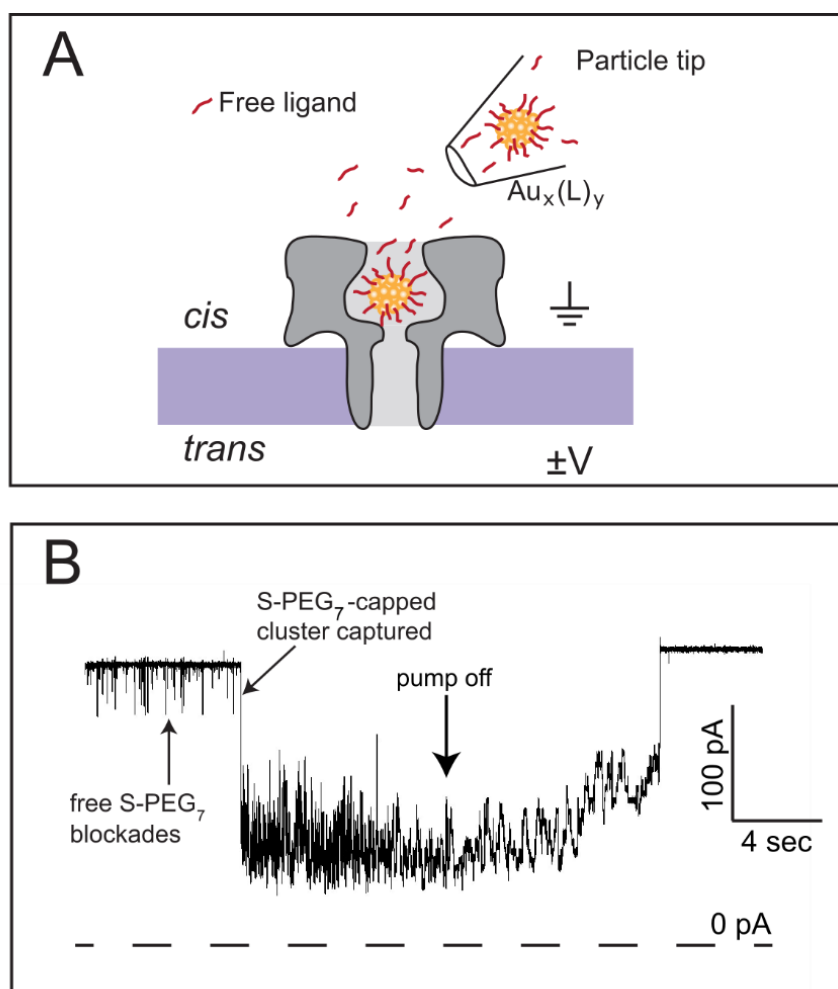 A
Particle tip
Free ligand
Auₓ(L)ᵧ
cis
trans
±V
B
S-PEG₇-capped
cluster captured
pump off
free S-PEG₇
blockades
100 pA
4 sec
0 pA